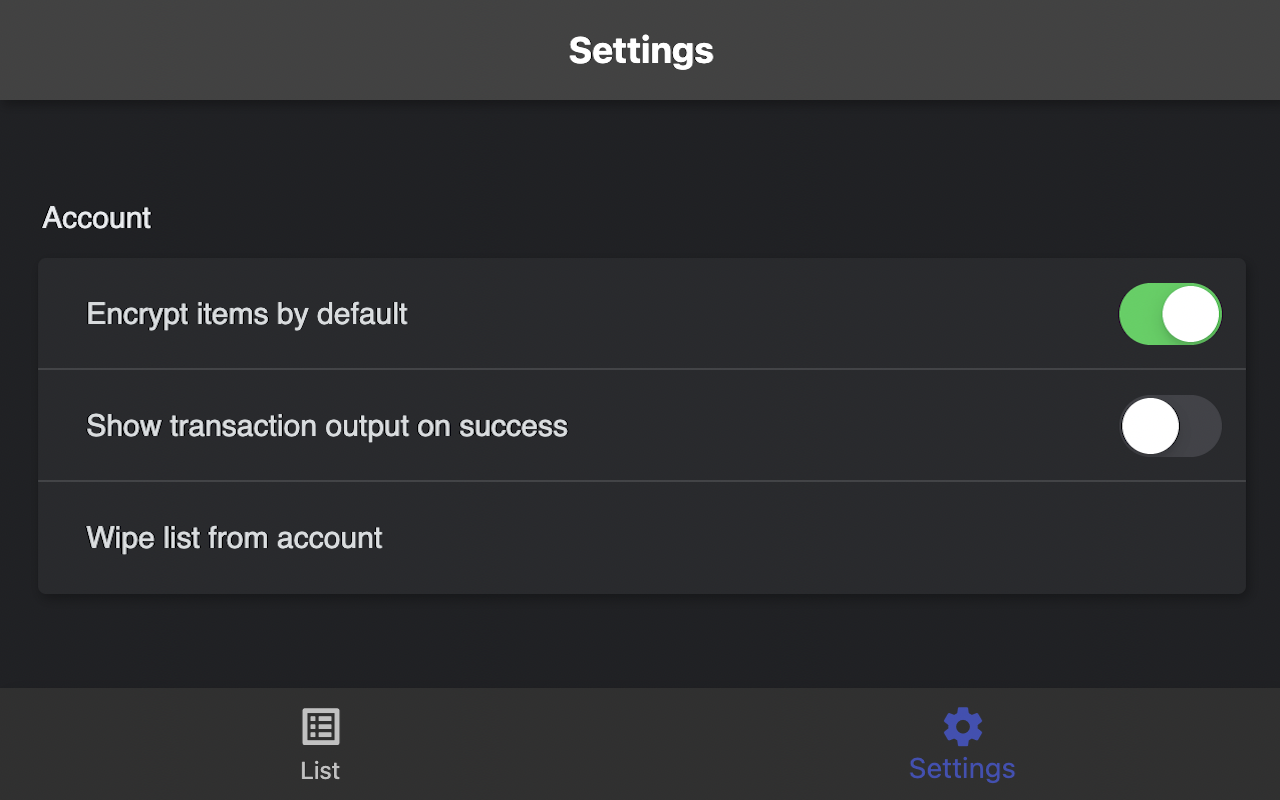 Settings
Account
Encrypt items by default
Show transaction output on success
Wipe list from account
List
Settings